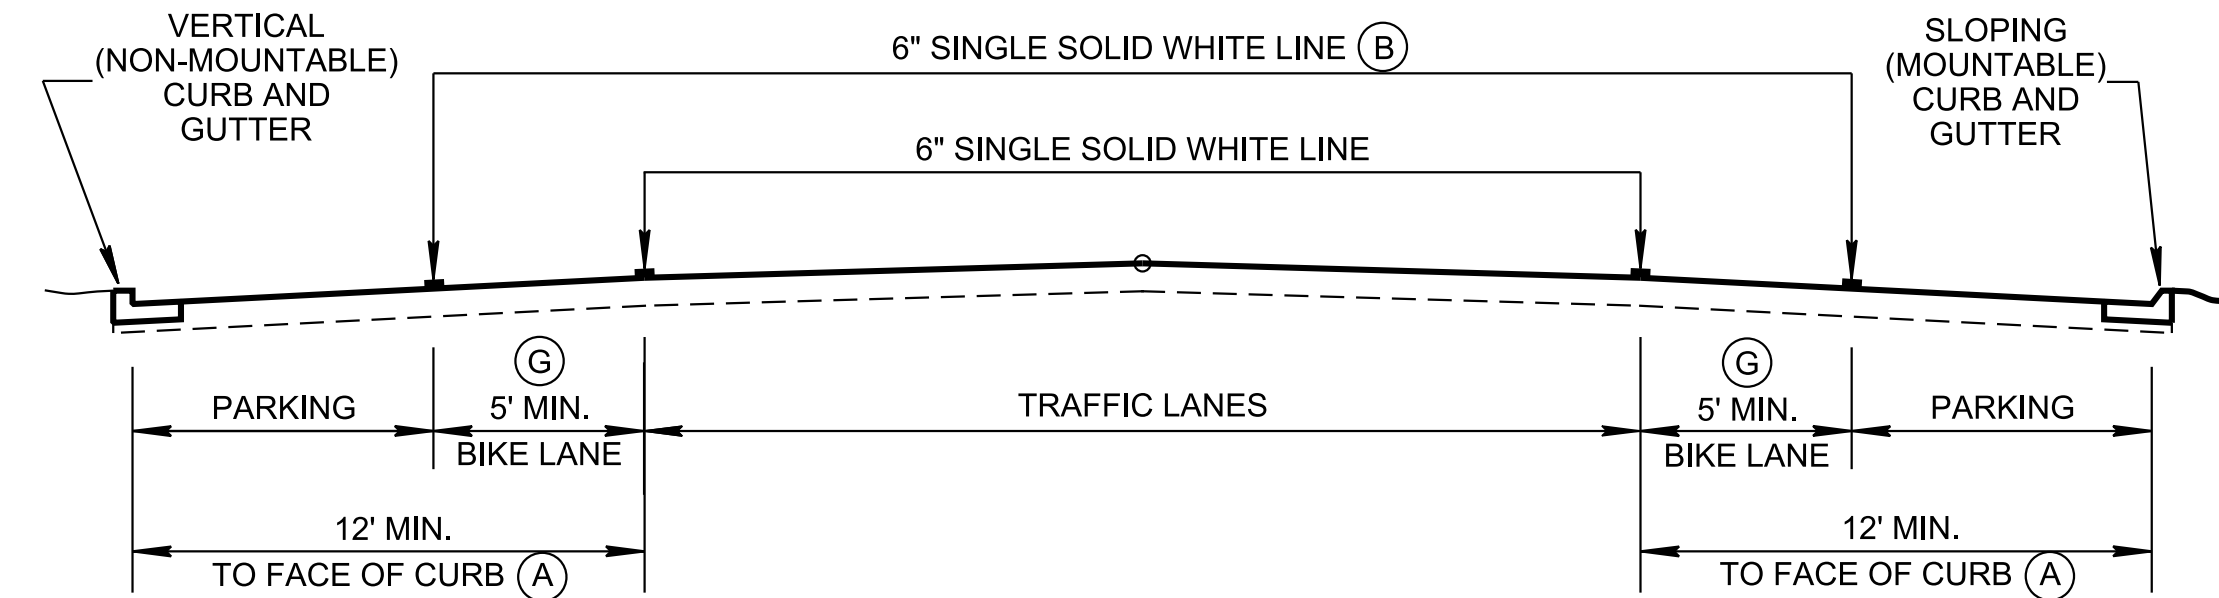 VERTICAL
(NON-MOUNTABLE)
CURB AND
GUTTER
6" SINGLE SOLID WHITE LINE B
6" SINGLE SOLID WHITE LINE
SLOPING
(MOUNTABLE)
CURB AND
GUTTER
PARKING
G
5' MIN.
BIKE LANE
TRAFFIC LANES
G
5' MIN.
BIKE LANE
PARKING
12' MIN.
TO FACE OF CURB A
12' MIN.
TO FACE OF CURB A